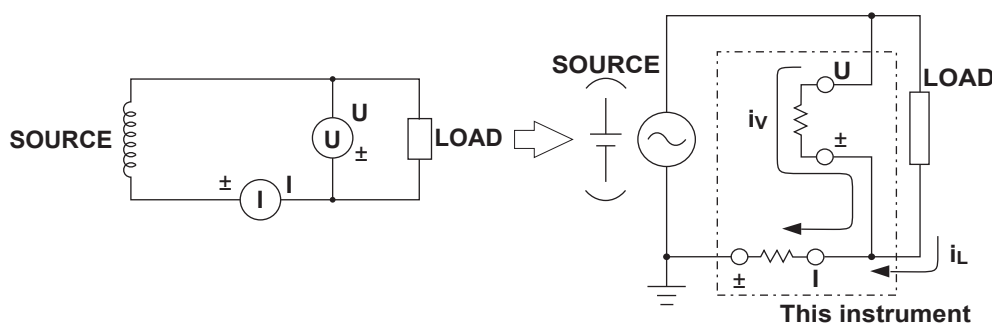 SOURCE
U
U
±
LOAD
±
I
I
SOURCE
U
LOAD
iV
±
±
I
iL
This instrument